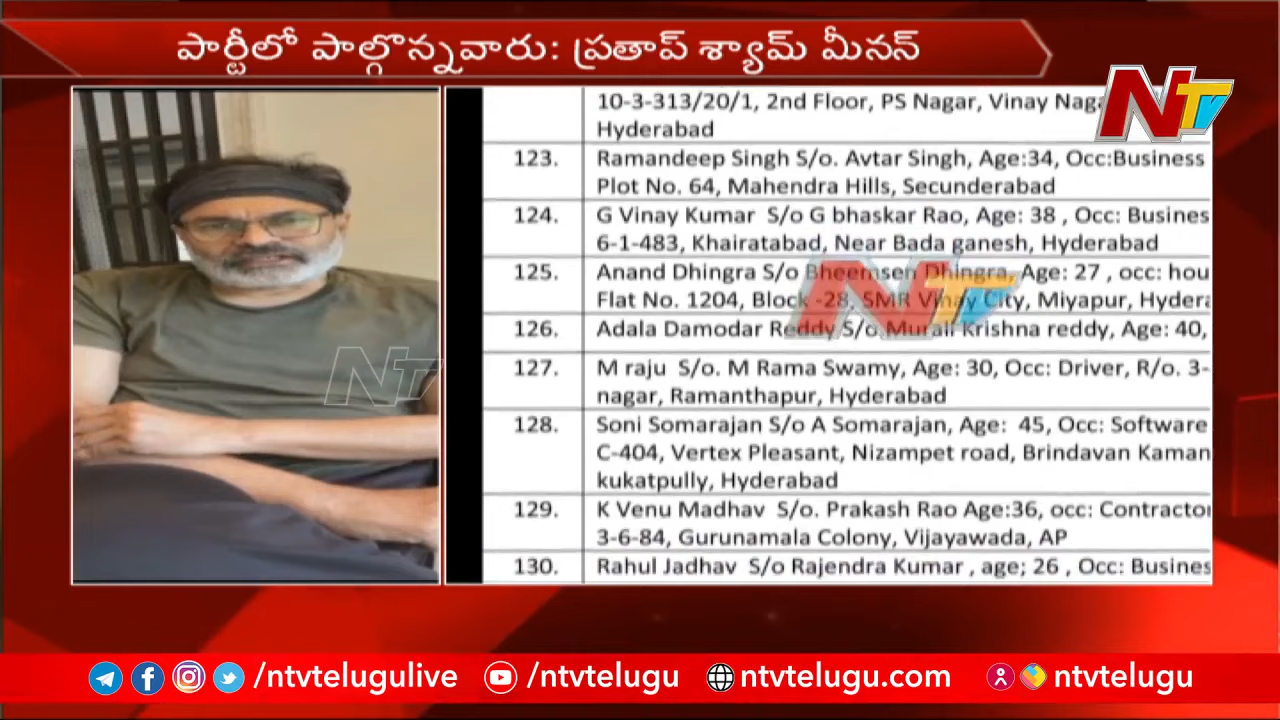 పార్టీలో పాల్గొన్నవారు: ప్రతాప్ శ్యామ్ మీనన్
NTV
10-3-313/20/1, 2nd Floor, PS Nagar, Vinay Naga
Hyderabad
123. Ramandeep Singh S/o. Avtar Singh, Age:34, Occ:Business
Plot No. 64, Mahendra Hills, Secunderabad
124. G Vinay Kumar S/o G bhaskar Rao, Age: 38 , Occ: Busines
6-1-483, Khairatabad, Near Bada ganesh, Hyderabad
125. Anand Dhingra S/o Bheemsen Dhingra, Age: 27 , occ: hou
Flat No. 1204, Block -28, SMR Vinay City, Miyapur, Hydera
126. Adala Damodar Reddy S/o Murali Krishna reddy, Age: 40,
127. M raju S/o. M Rama Swamy, Age: 30, Occ: Driver, R/o. 3-
nagar, Ramanthapur, Hyderabad
128. Soni Somarajan S/o A Somarajan, Age: 45, Occ: Software
C-404, Vertex Pleasant, Nizampet road, Brindavan Kaman
kukatpully, Hyderabad
129. K Venu Madhav S/o. Prakash Rao Age:36, occ: Contractor
3-6-84, Gurunamala Colony, Vijayawada, AP
130. Rahul Jadhav S/o Rajendra Kumar , age; 26 , Occ: Busines
NTV
NT
/ntvtelugulive /ntvtelugu ntvtelugu.com ntvtelugu